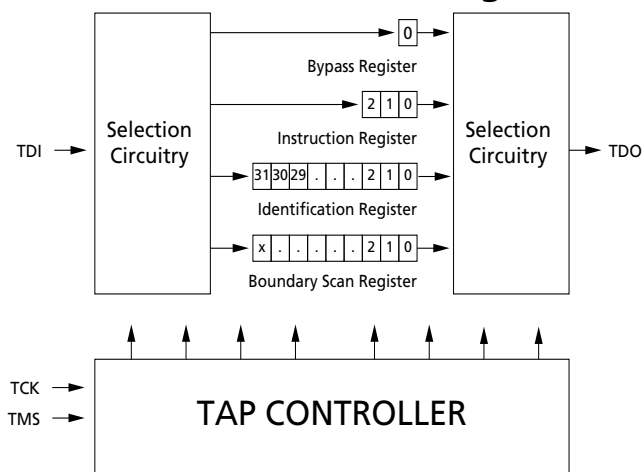 0
Bypass Register
2 1 0
Instruction Register
31 30 29 . . . 2 1 0
Identification Register
x . . . . . 2 1 0
Boundary Scan Register
Selection
Circuitry
Selection
Circuitry
TDI
TDO
TCK
TMS
TAP CONTROLLER